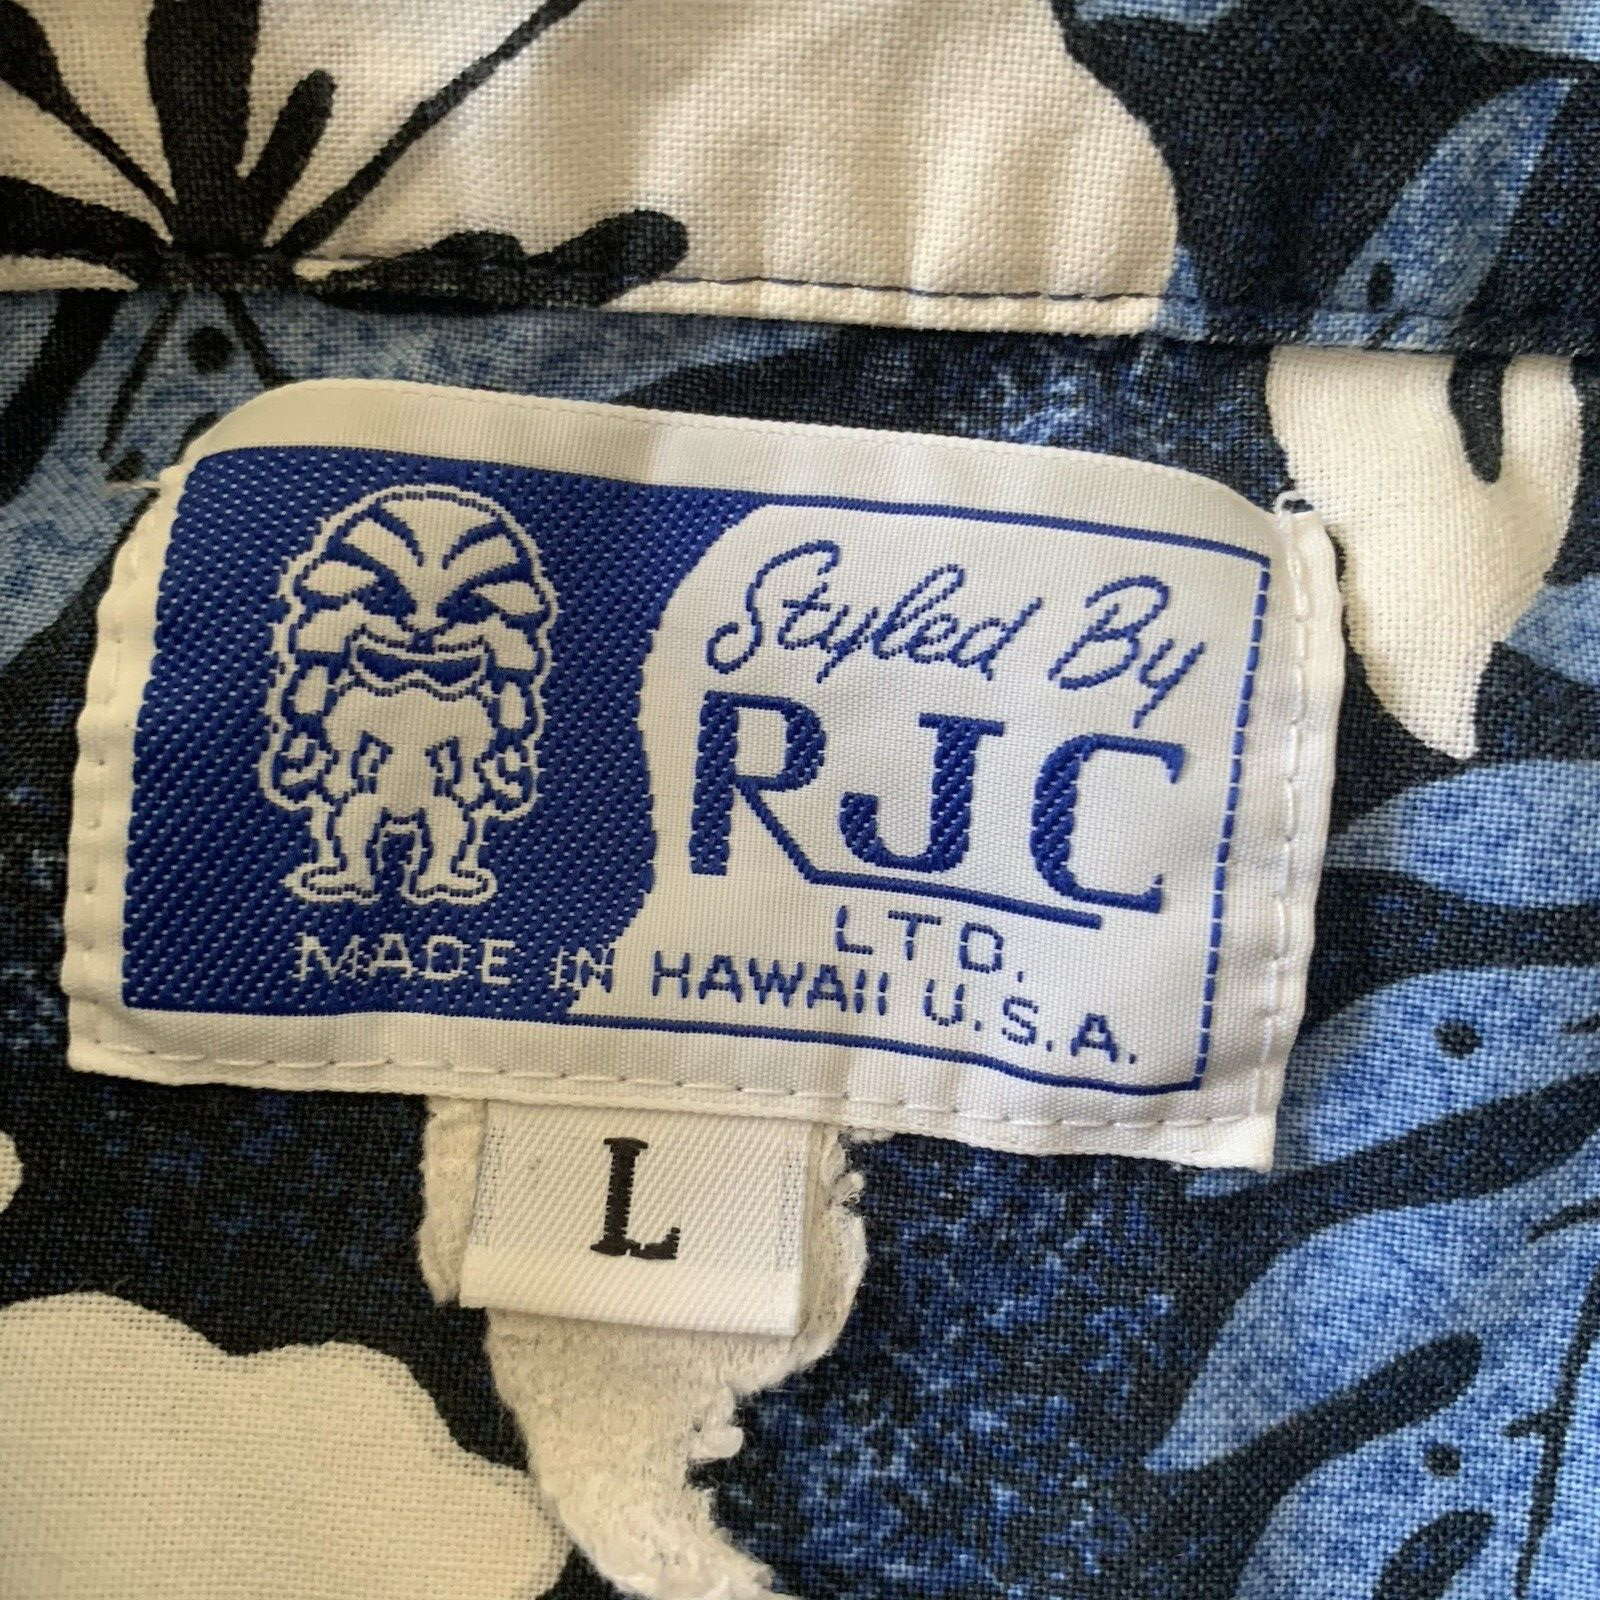 Styled By
RJC
LTD.
MADE IN HAWAII U.S.A.
L